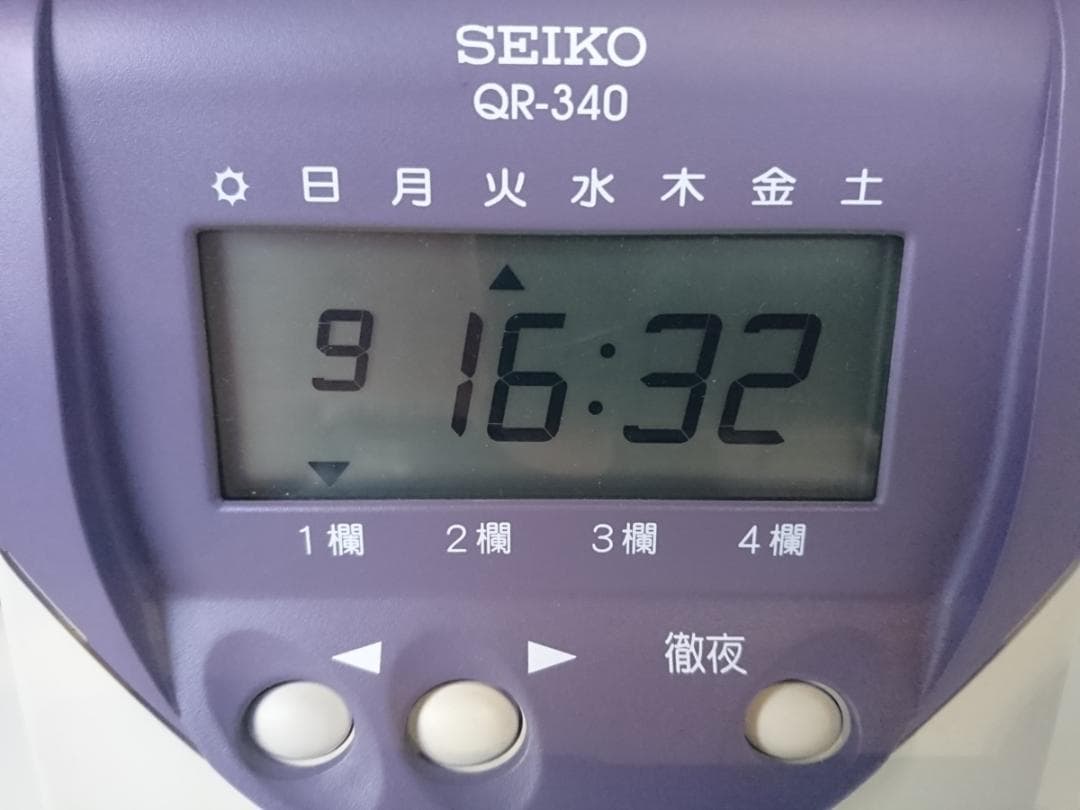 SEIKO
QR-340
日 月 火 水 木 金 土
9 16:32
1欄 2欄 3欄 4欄
徹夜